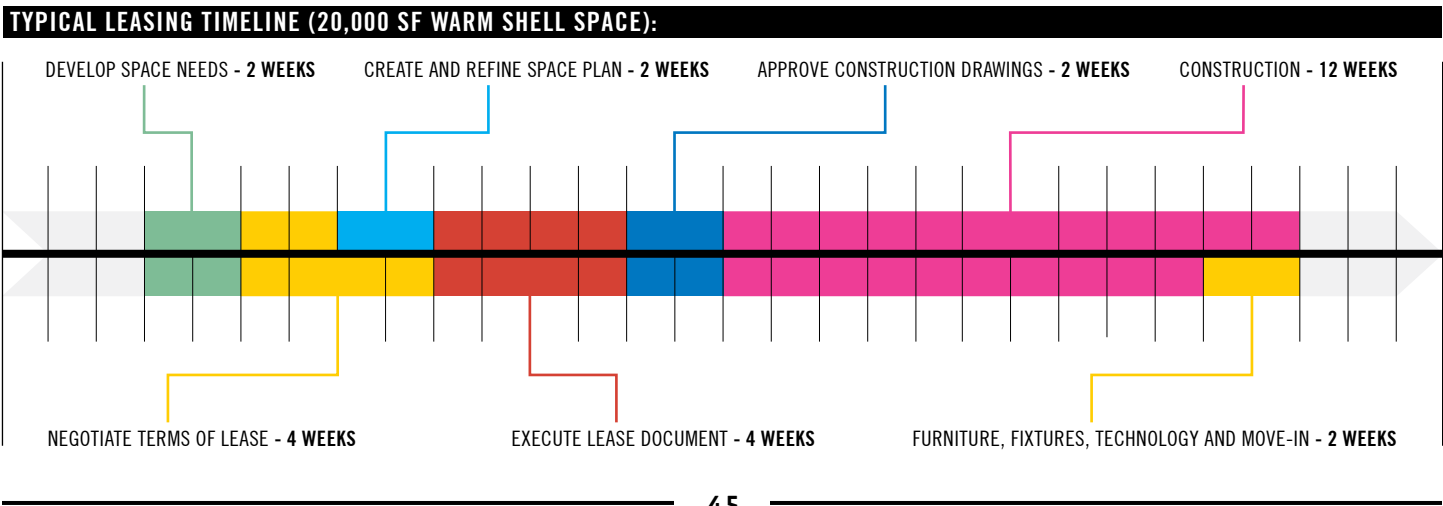 TYPICAL LEASING TIMELINE (20,000 SF WARM SHELL SPACE):
DEVELOP SPACE NEEDS - 2 WEEKS
CREATE AND REFINE SPACE PLAN - 2 WEEKS
APPROVE CONSTRUCTION DRAWINGS - 2 WEEKS
CONSTRUCTION - 12 WEEKS
NEGOTIATE TERMS OF LEASE - 4 WEEKS
EXECUTE LEASE DOCUMENT - 4 WEEKS
FURNITURE, FIXTURES, TECHNOLOGY AND MOVE-IN - 2 WEEKS
45